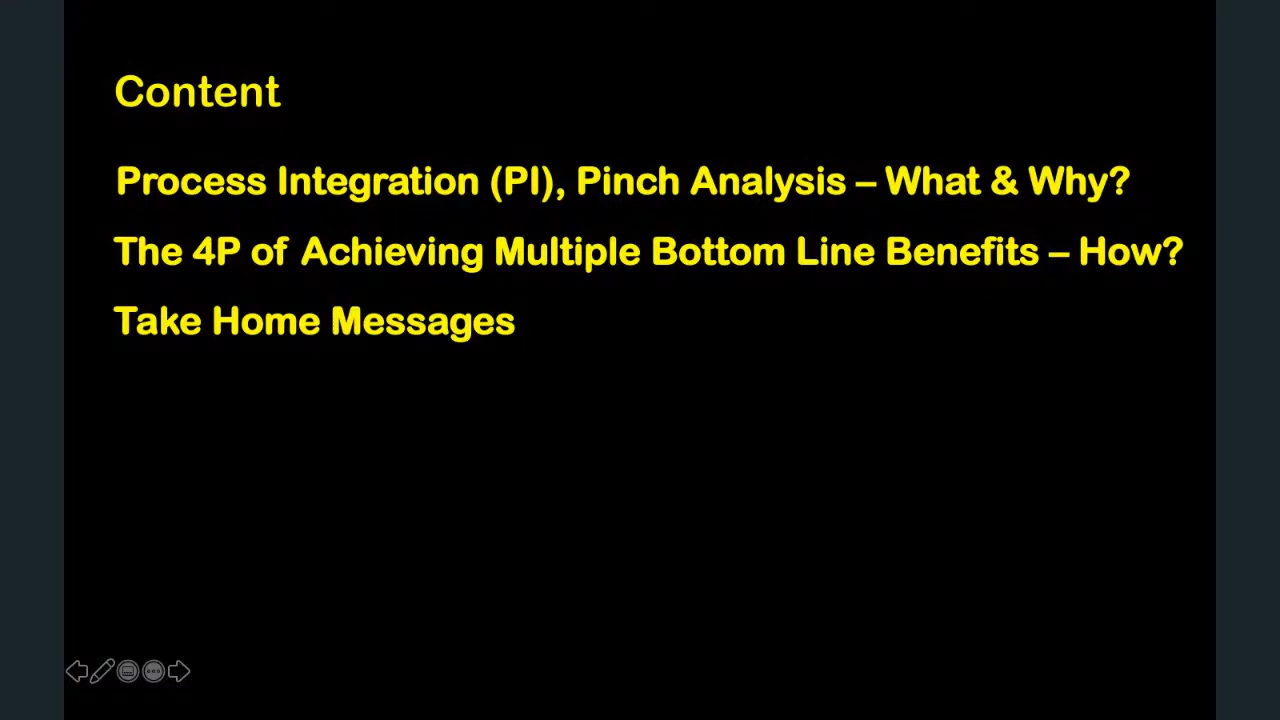 Content
Process Integration (PI), Pinch Analysis – What & Why?
The 4P of Achieving Multiple Bottom Line Benefits – How?
Take Home Messages